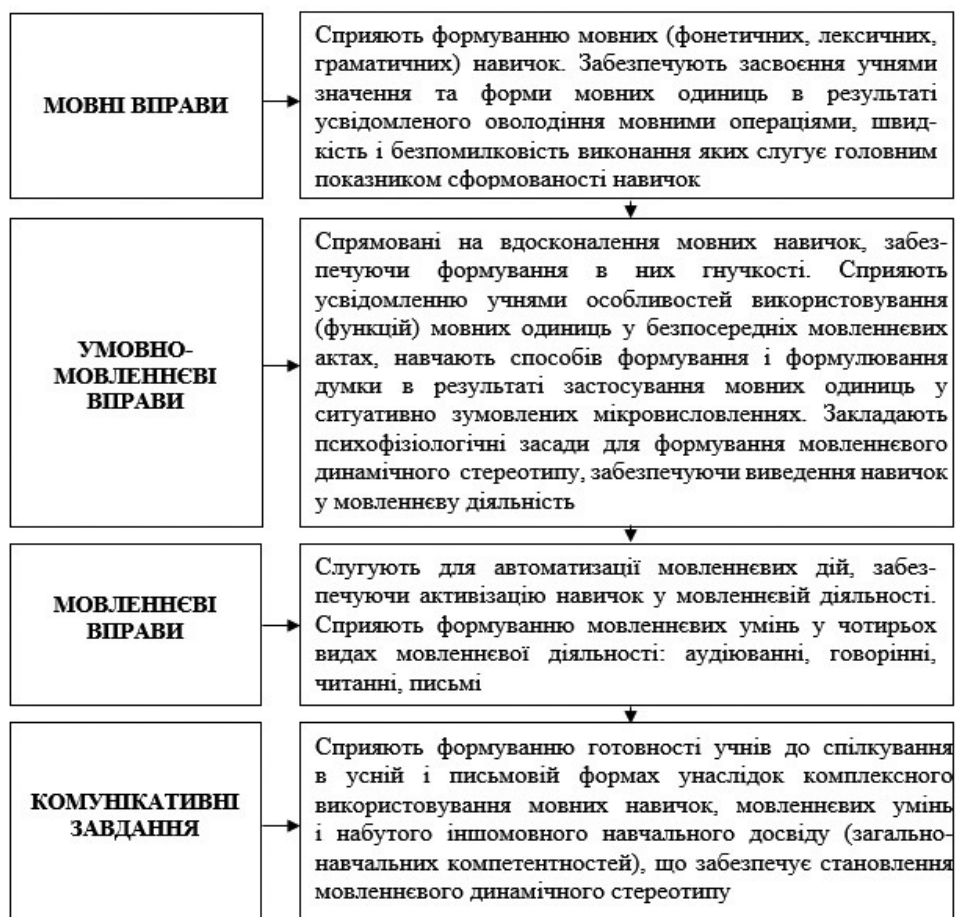 МОВНІ ВПРАВИ
Сприяють формуванню мовних (фонетичних, лексичних,
граматичних) навичок. Забезпечують засвоєння учнями
значення та форми мовних одиниць в результаті
усвідомленого оволодіння мовними операціями, швид-
кість і безпомилковість виконання яких слугує головним
показником сформованості навичок
УМОВНО-
МОВЛЕННЄВІ
ВПРАВИ
Спрямовані на вдосконалення мовних навичок, забез-
печуючи формування в них гнучкості. Сприяють
усвідомленню учнями особливостей використовування
(функцій) мовних одиниць у безпосередніх мовленнєвих
актах, навчають способів формування і формулювання
думки в результаті застосування мовних одиниць у
ситуативно зумовлених мікровисловленнях. Закладають
психофізіологічні засади для формування мовленнєвого
динамічного стереотипу, забезпечуючи виведення навичок
у мовленнєву діяльність
МОВЛЕННЄВІ
ВПРАВИ
Слугують для автоматизації мовленнєвих дій, забез-
печуючи активізацію навичок у мовленнєвій діяльності.
Сприяють формуванню мовленнєвих умінь у чотирьох
видах мовленнєвої діяльності: аудіюванні, говорінні,
читанні, письмі
КОМУНІКАТИВНІ
ЗАВДАННЯ
Сприяють формуванню готовності учнів до спілкування
в усній і письмовій формах унаслідок комплексного
використовування мовних навичок, мовленнєвих умінь
і набутого іншомовного навчального досвіду (загально-
навчальних компетентностей), що забезпечує становлення
мовленнєвого динамічного стереотипу